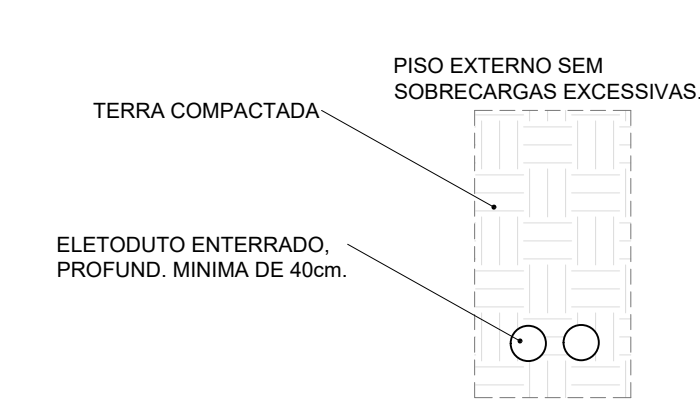 PISO EXTERNO SEM
SOBRECARGAS EXCESSIVAS.
TERRA COMPACTADA
ELETODUTO ENTERRADO,
PROFUND. MINIMA DE 40cm.